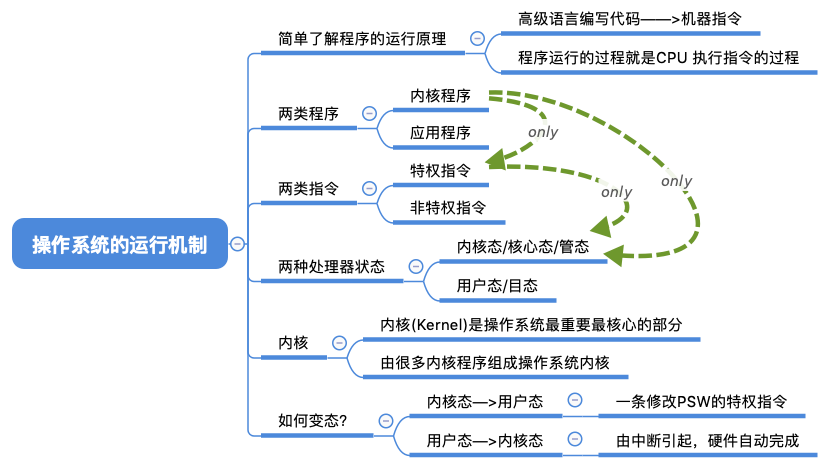 操作系统的运行机制
简单了解程序的运行原理
高级语言编写代码——>机器指令
程序运行的过程就是CPU 执行指令的过程
两类程序
内核程序
应用程序
only
两类指令
特权指令
非特权指令
only
only
两种处理器状态
内核态/核心态/管态
用户态/目态
内核
内核(Kernel)是操作系统最重要最核心的部分
由很多内核程序组成操作系统内核
如何变态?
内核态—>用户态
一条修改PSW的特权指令
用户态—>内核态
由中断引起，硬件自动完成